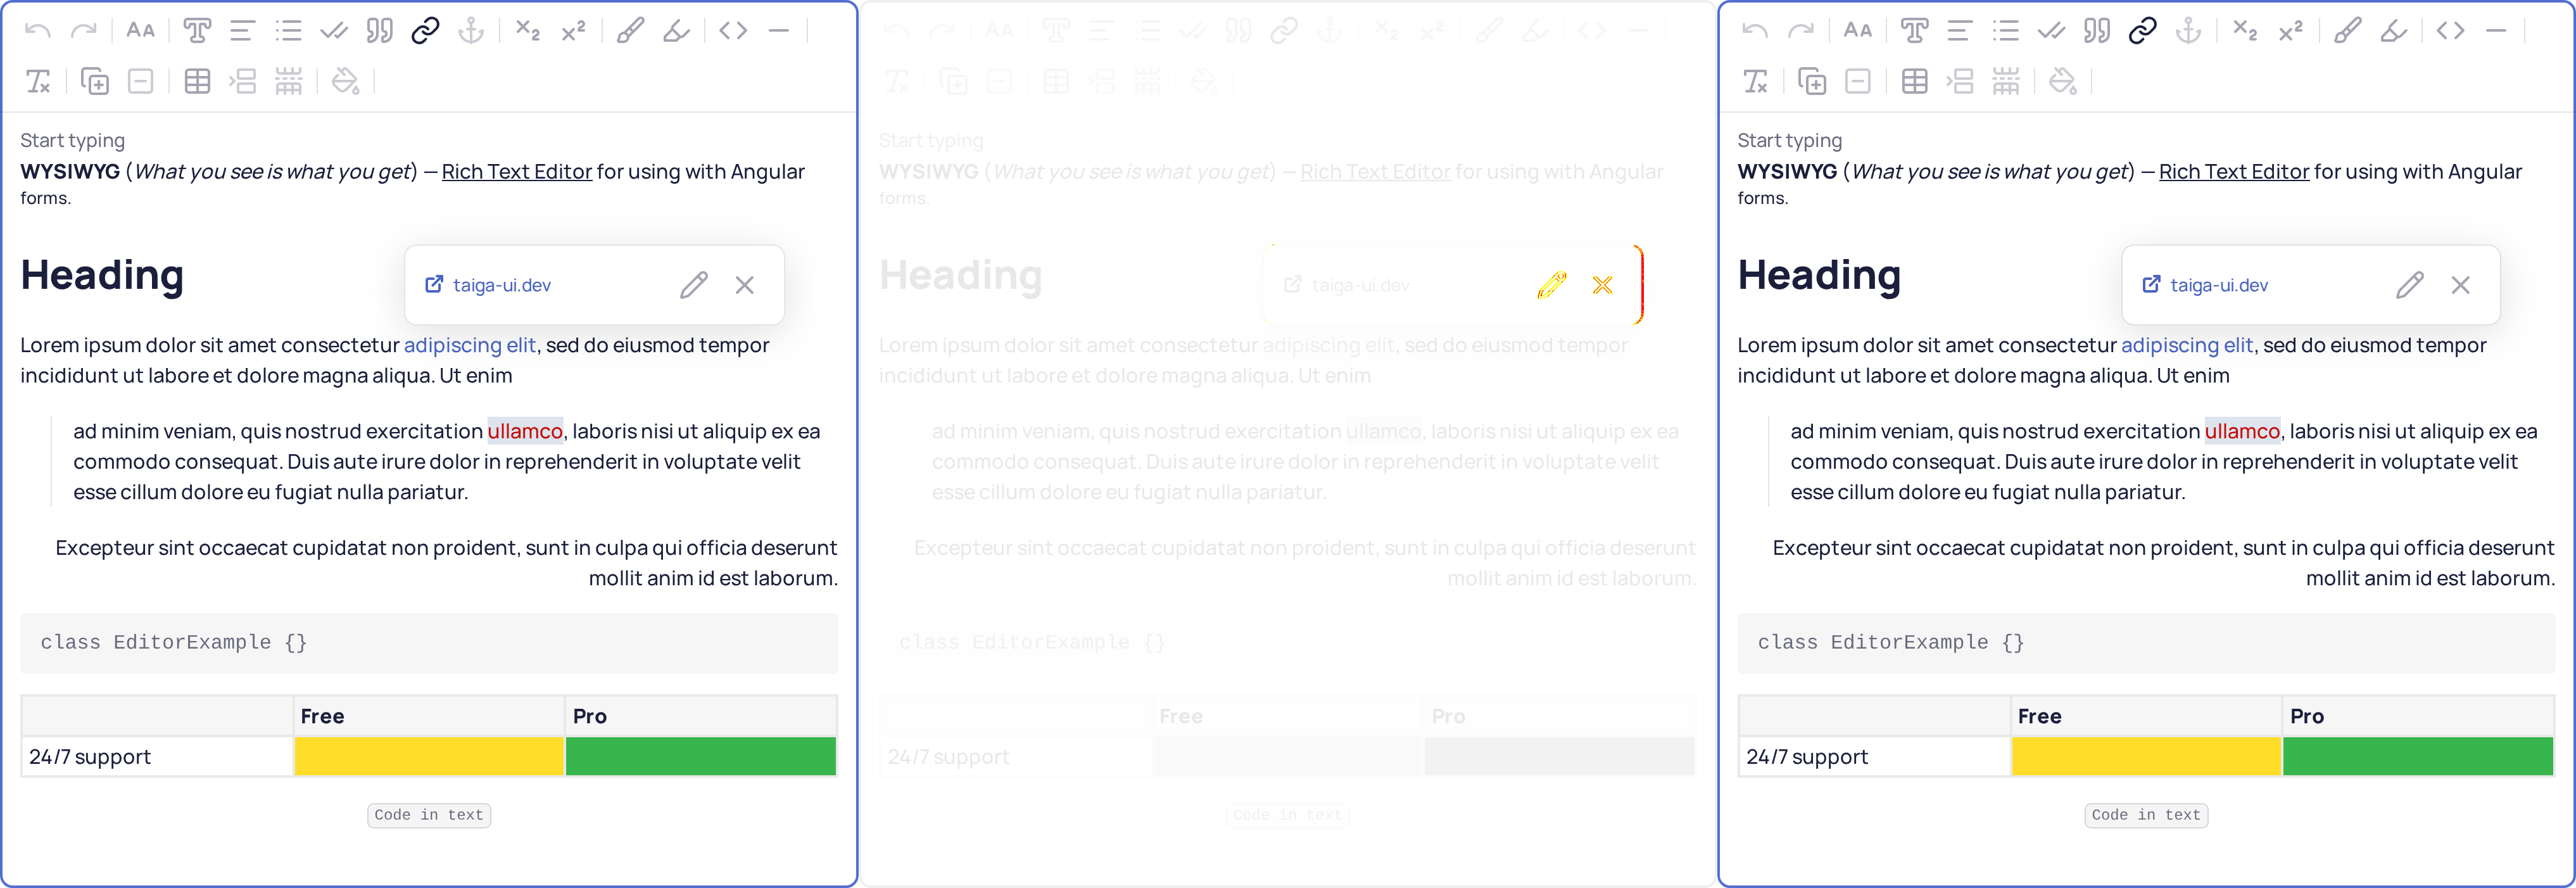 Start typing
WYSIWYG (What you see is what you get) — Rich Text Editor for using with Angular
forms.
Heading
taiga-ui.dev
Lorem ipsum dolor sit amet consectetur adipiscing elit, sed do eiusmod tempor
incididunt ut labore et dolore magna aliqua. Ut enim
ad minim veniam, quis nostrud exercitation ullamco, laboris nisi ut aliquip ex ea
commodo consequat. Duis aute irure dolor in reprehenderit in voluptate velit
esse cillum dolore eu fugiat nulla pariatur.
Excepteur sint occaecat cupidatat non proident, sunt in culpa qui officia deserunt
mollit anim id est laborum.
class EditorExample {}
Free Pro
24/7 support
Code in text
Start typing
WYSIWYG (What you see is what you get) — Rich Text Editor for using with Angular
forms.
Heading
taiga-ui.dev
Lorem ipsum dolor sit amet consectetur adipiscing elit, sed do eiusmod tempor
incididunt ut labore et dolore magna aliqua. Ut enim
ad minim veniam, quis nostrud exercitation ullamco, laboris nisi ut aliquip ex ea
commodo consequat. Duis aute irure dolor in reprehenderit in voluptate velit
esse cillum dolore eu fugiat nulla pariatur.
Excepteur sint occaecat cupidatat non proident, sunt in culpa qui officia deserunt
mollit anim id est laborum.
class EditorExample {}
Free Pro
24/7 support
Code in text
Start typing
WYSIWYG (What you see is what you get) — Rich Text Editor for using with Angular
forms.
Heading
taiga-ui.dev
Lorem ipsum dolor sit amet consectetur adipiscing elit, sed do eiusmod tempor
incididunt ut labore et dolore magna aliqua. Ut enim
ad minim veniam, quis nostrud exercitation ullamco, laboris nisi ut aliquip ex ea
commodo consequat. Duis aute irure dolor in reprehenderit in voluptate velit
esse cillum dolore eu fugiat nulla pariatur.
Excepteur sint occaecat cupidatat non proident, sunt in culpa qui officia deserunt
mollit anim id est laborum.
class EditorExample {}
Free Pro
24/7 support
Code in text